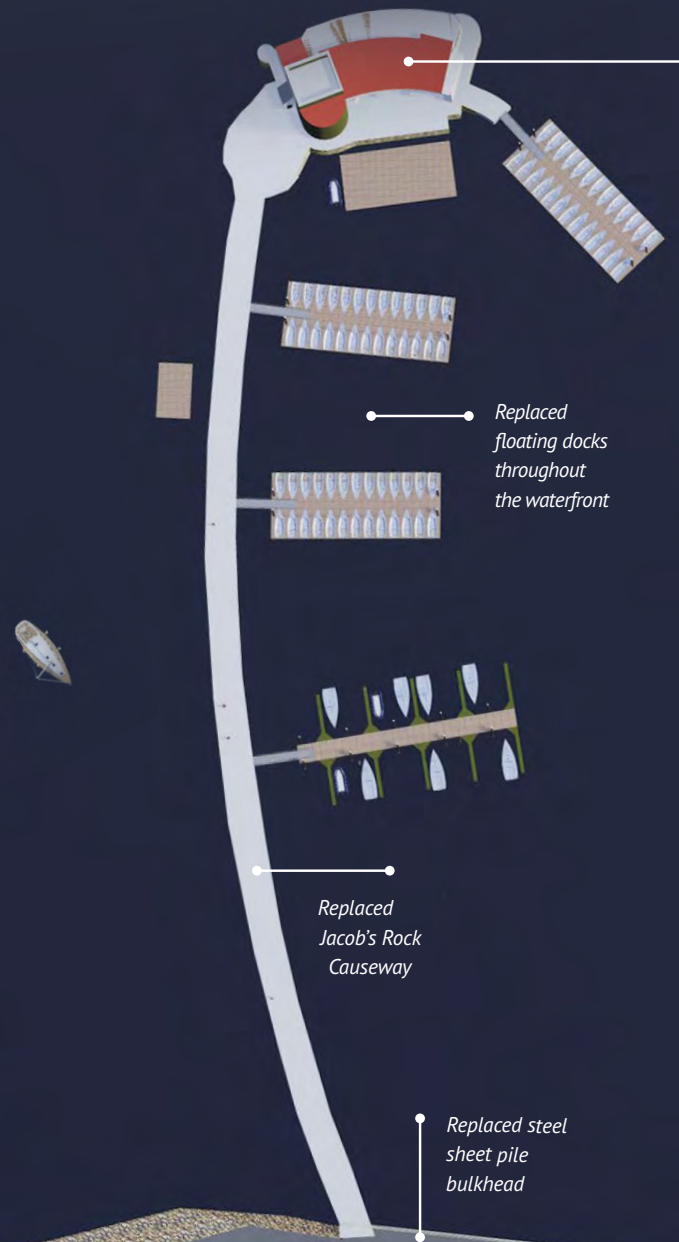 Replaced
floating docks
throughout
the waterfront
Replaced
Jacob's Rock
Causeway
Replaced steel
sheet pile
bulkhead